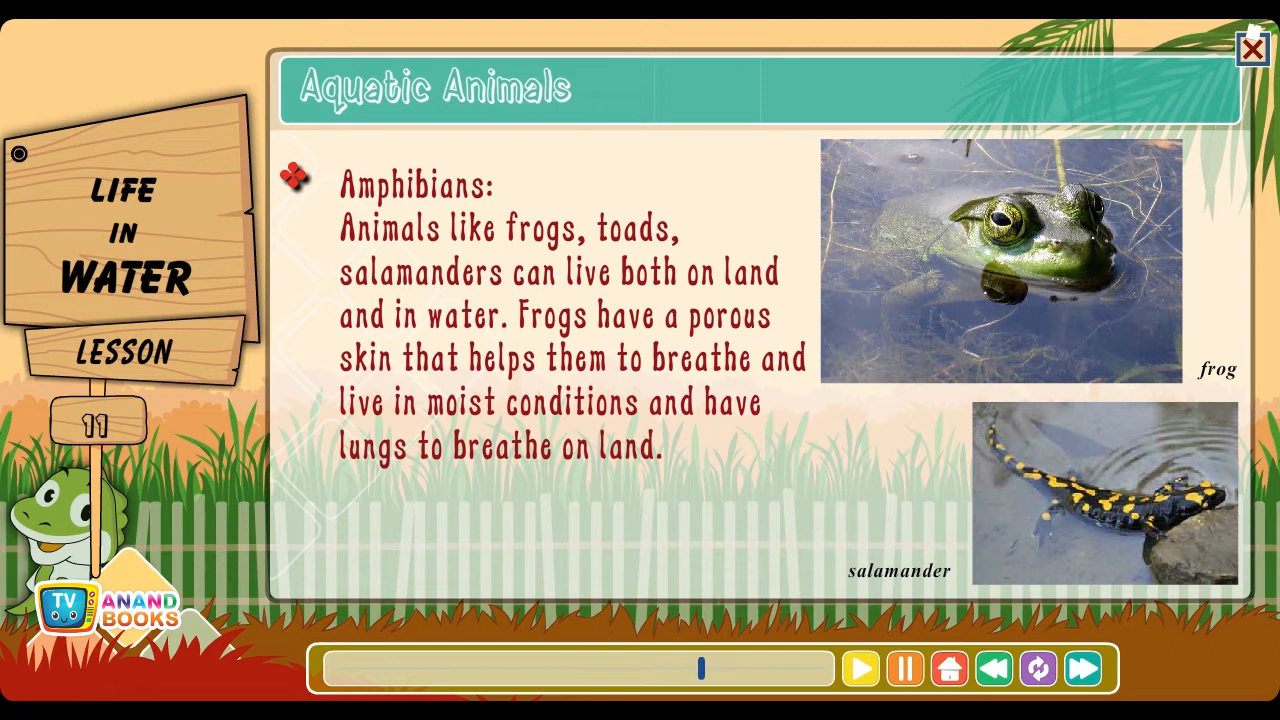 Aquatic Animals
LIFE
IN
WATER
LESSON
11
Amphibians:
Animals like frogs, toads,
salamanders can live both on land
and in water. Frogs have a porous
skin that helps them to breathe and
live in moist conditions and have
lungs to breathe on land.
frog
salamander
TV
ANAND
BOOKS